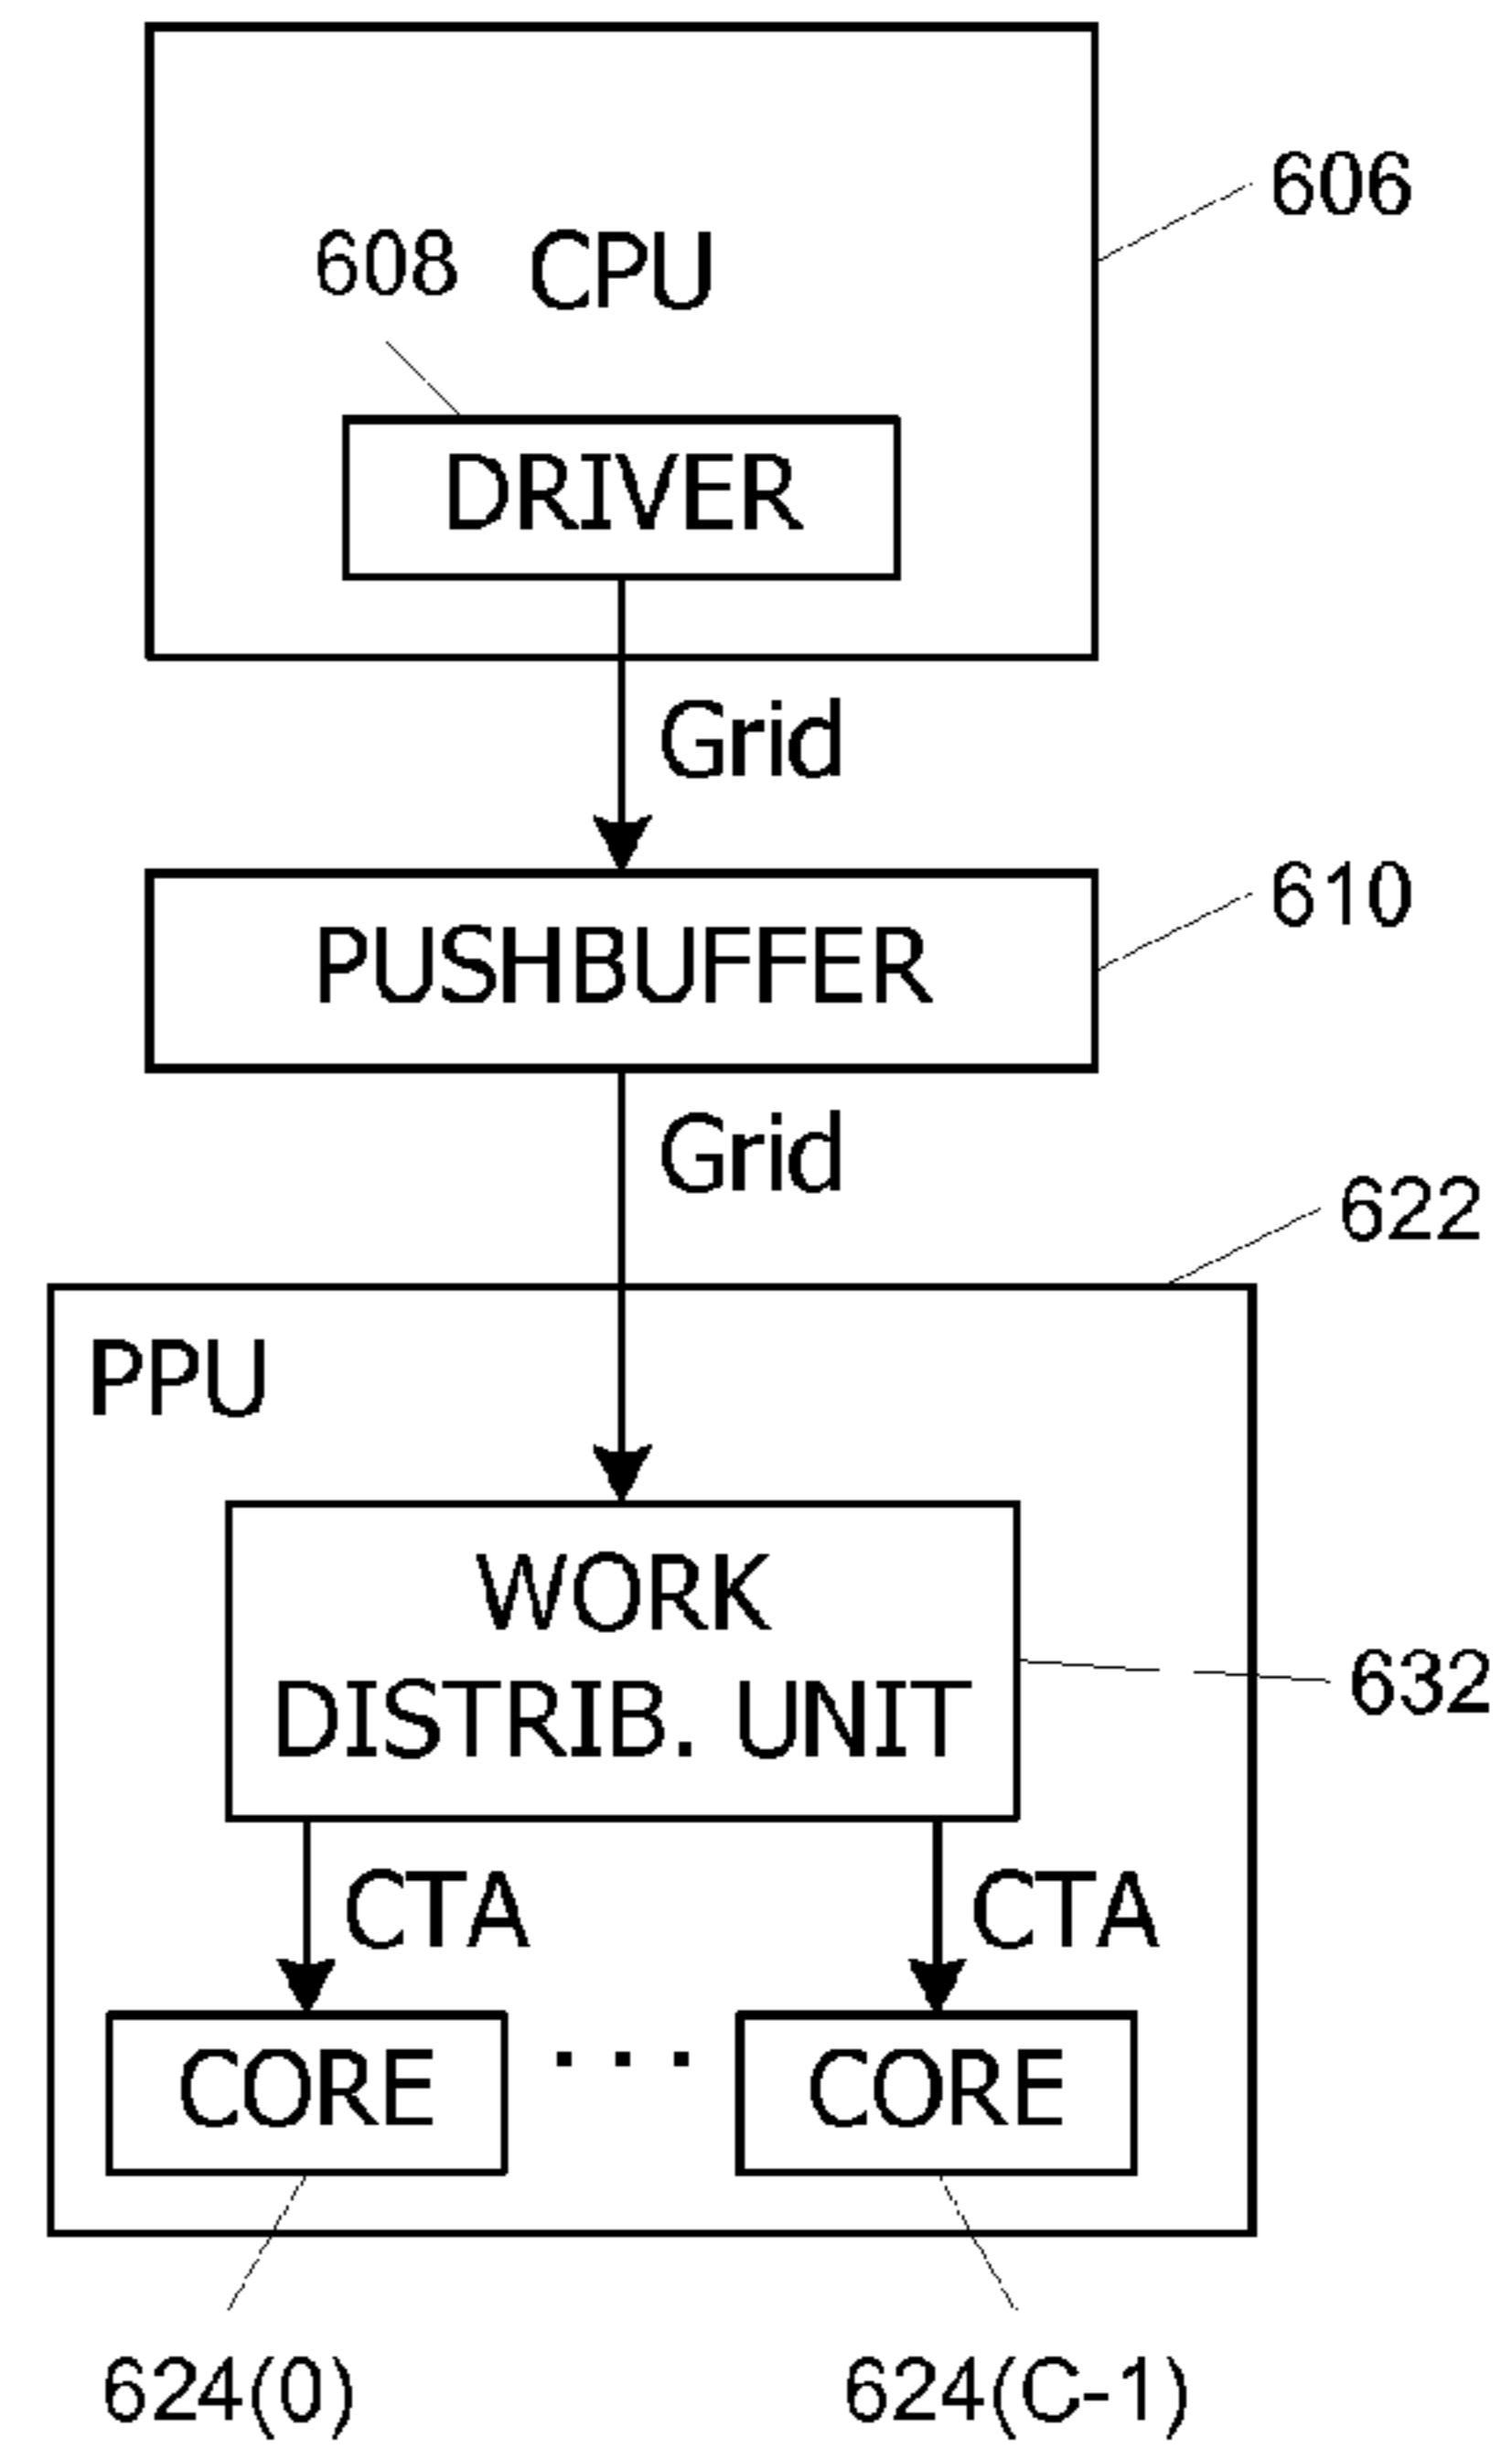 606
608
CPU
DRIVER
Grid
610
PUSHBUFFER
Grid
622
PPU
WORK
DISTRIB. UNIT
632
CTA
CTA
CORE
...
CORE
624(0)
624(C-1)